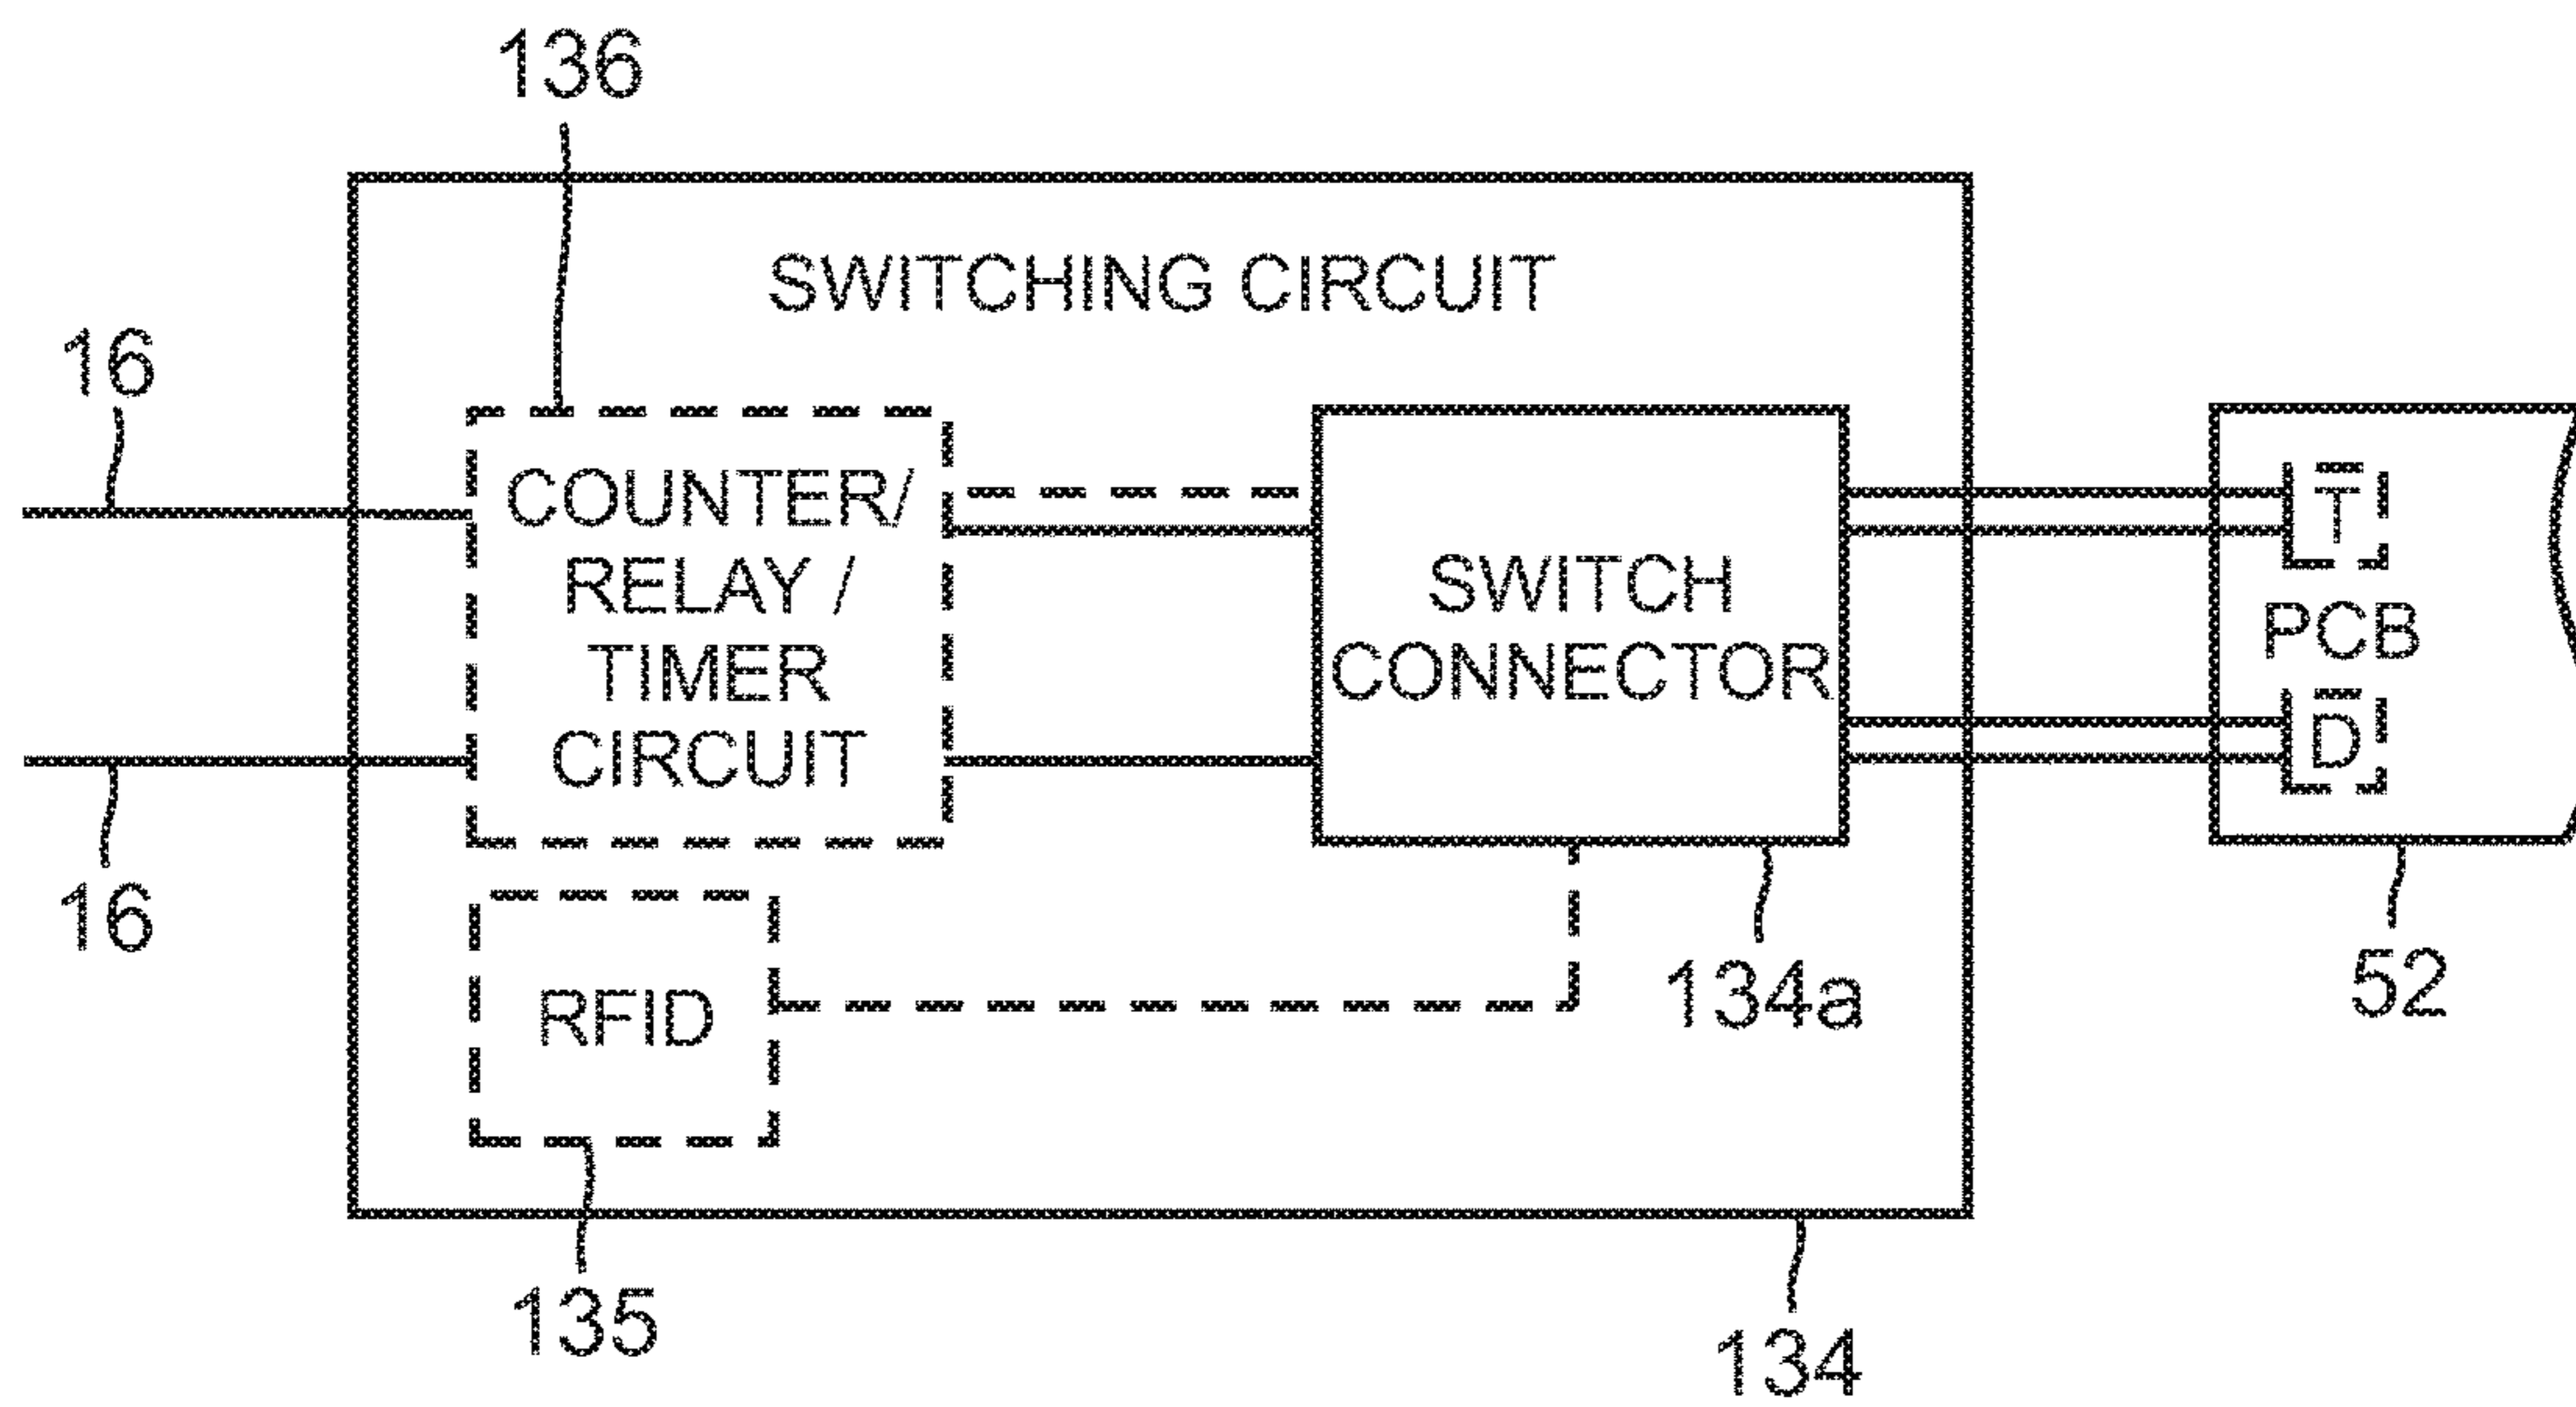 136
SWITCHING CIRCUIT
16
COUNTER/
RELAY /
TIMER
CIRCUIT
SWITCH
CONNECTOR
T
PCB
D
16
RFID
134a
52
135
134